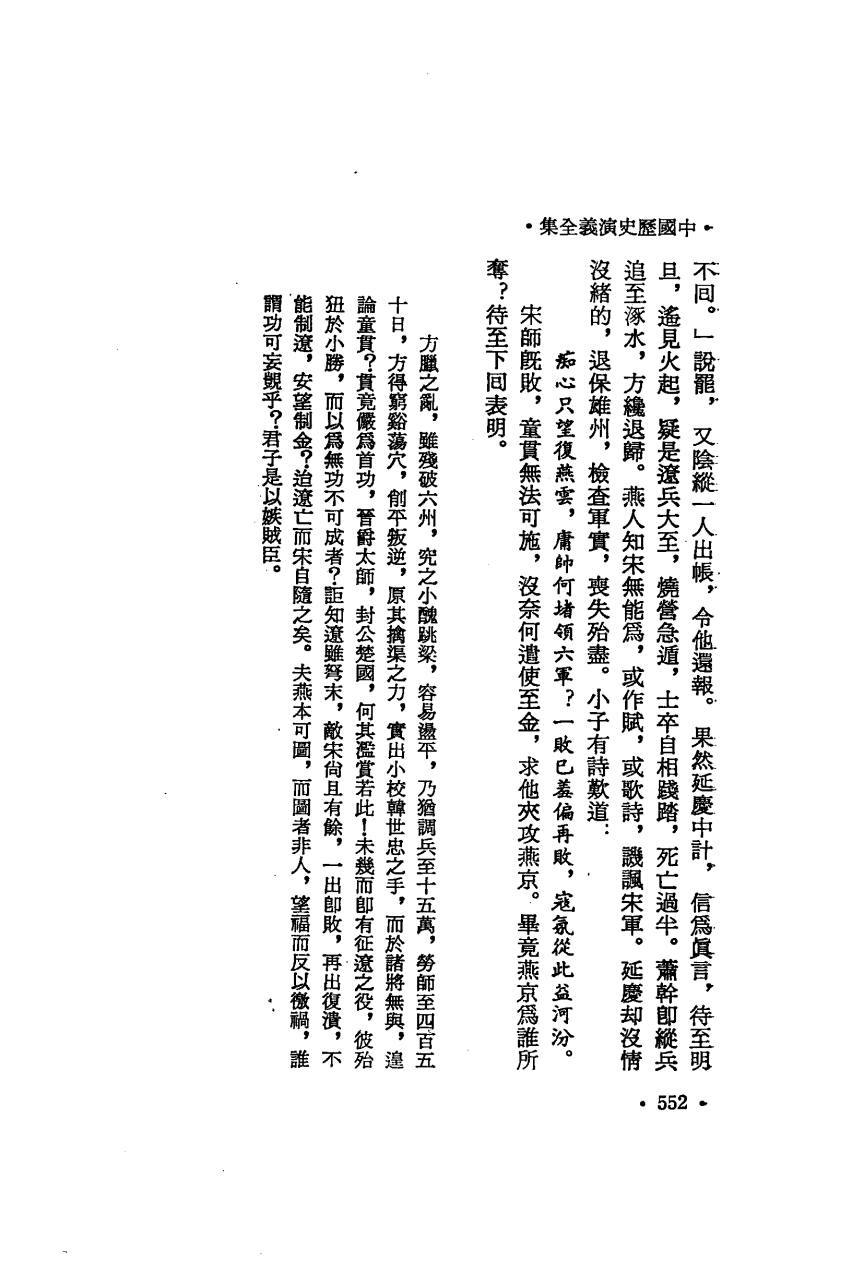 •中國歷史演義全集•
不囘。」說罷，又陰縱一人出帳，令他還報。果然延慶中計，信爲眞言，待至明
旦，遙見火起，疑是遼兵大至，燒營急遁，士卒自相踐踏，死亡過半。蕭幹卽縱兵
追至涿水，方纔退歸。燕人知宋無能爲，或作賦，或歌詩，譏諷宋軍。延慶却沒情
沒緒的，退保雄州，檢查軍實，喪失殆盡。小子有詩歎道：
痴心只望復燕雲，庸帥何堪領六軍？一敗已羞偏再敗，寇氛從此益河汾。
宋師旣敗，童貫無法可施，沒奈何遣使至金，求他夾攻燕京。畢竟燕京爲誰所
奪？待至下囘表明。
方臘之亂，雖殘破六州，究之小醜跳梁，容易盪平，乃猶調兵至十五萬，勞師至四百五
十日，方得窮谿蕩穴，創平叛逆，原其擒渠之力，實出小校韓世忠之手，而於諸將無與，遑
論童貫？貫竟儼爲首功，晉爵太師，封公楚國，何其濫賞若此！未幾而卽有征遼之役，彼殆
狃於小勝，而以爲無功不可成者？詎知遼雖弩末，敵宋尙且有餘，一出卽敗，再出復潰，不
能制遼，安望制金？迨遼亡而宋自隨之矣。夫燕本可圖，而圖者非人，望福而反以徼禍，誰
謂功可妄覬乎？君子是以嫉賊臣。
•552•